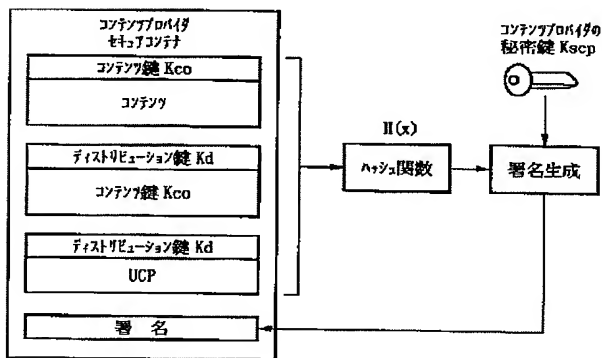 コンテンツプロバイダ
セキュアコンテナ
コンテンツ鍵 Kco
コンテンツ
ディストリビューション鍵 Kd
コンテンツ鍵 Kco
ディストリビューション鍵 Kd
UCP
署 名
H(x)
ハッシュ関数
コンテンツプロバイダの
秘密鍵 Kscp
署名生成